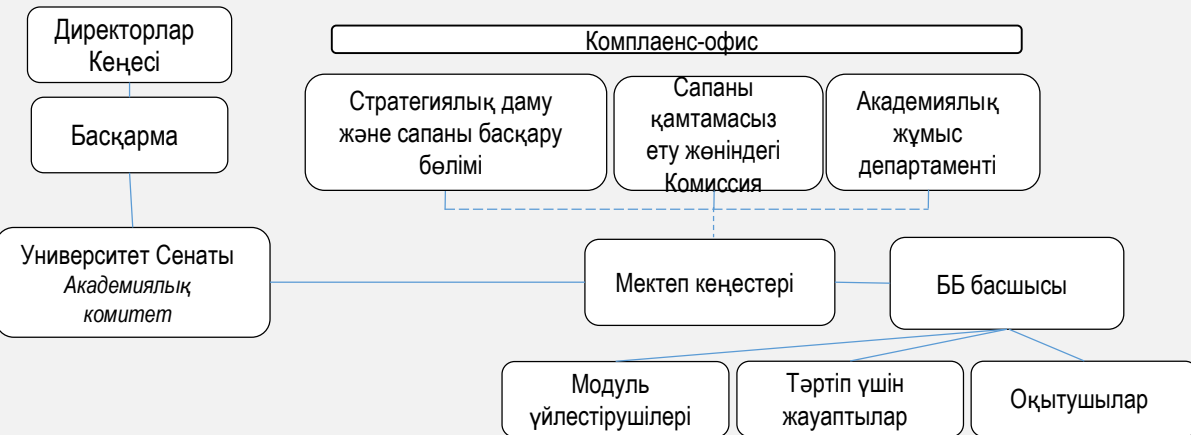 Директорлар
Кеңесі
Комплаенс-офис
Басқарма
Стратегиялық даму
және сапаны басқару
бөлімі
Сапаны
қамтамасыз
ету жөніндегі
Комиссия
Академиялық
жұмыс
департаменті
Университет Сенаты
Академиялық
комитет
Мектеп кеңестері
ББ басшысы
Модуль
үйлестірушілері
Тәртіп үшін
жауаптылар
Оқытушылар